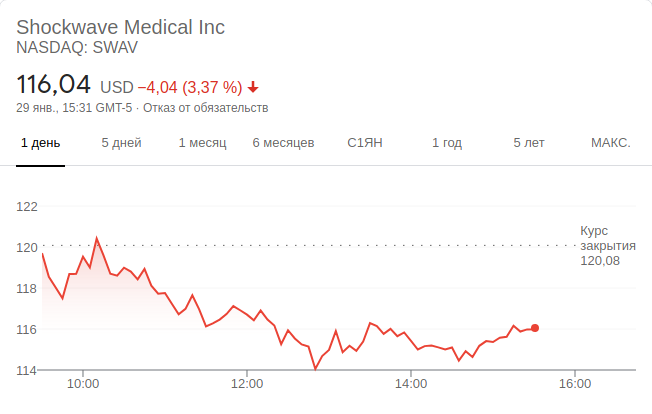 Shockwave Medical Inc
NASDAQ: SWAV
116,04 USD −4,04 (3,37 %)
29 янв., 15:31 GMT-5 · Отказ от обязательств
1 день 5 дней 1 месяц 6 месяцев С1ЯН 1 год 5 лет МАКС.
122
120
118
116
114
Курс
закрытия
120,08
10:00 12:00 14:00 16:00